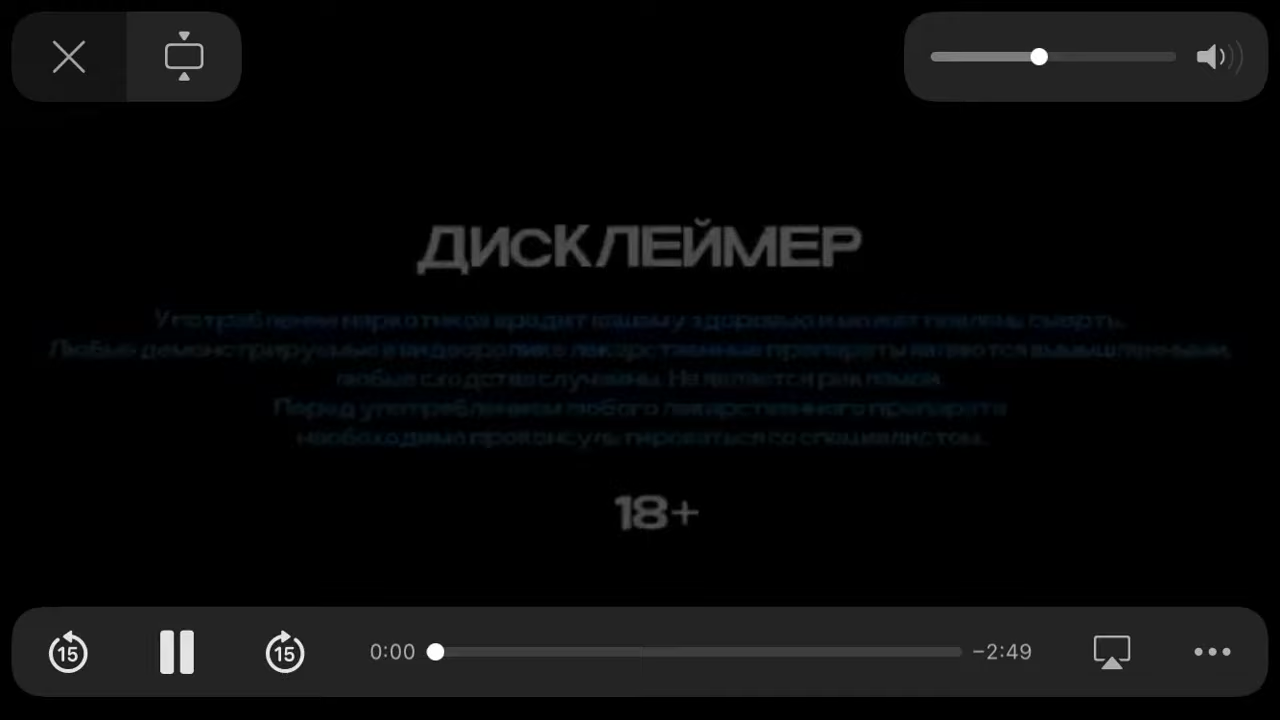 ДИСКЛЕЙМЕР
Употребление наркотиков вредит вашему здоровью и может повлечь смерть.
Любые демонстрируемые в видеоролике лекарственные препараты являются вымышленными,
любые сходства случайны. Не является рекламой.
Перед употреблением любого лекарственного препарата
необходимо проконсультироваться со специалистом.
18+
15
15
0:00
−2:49